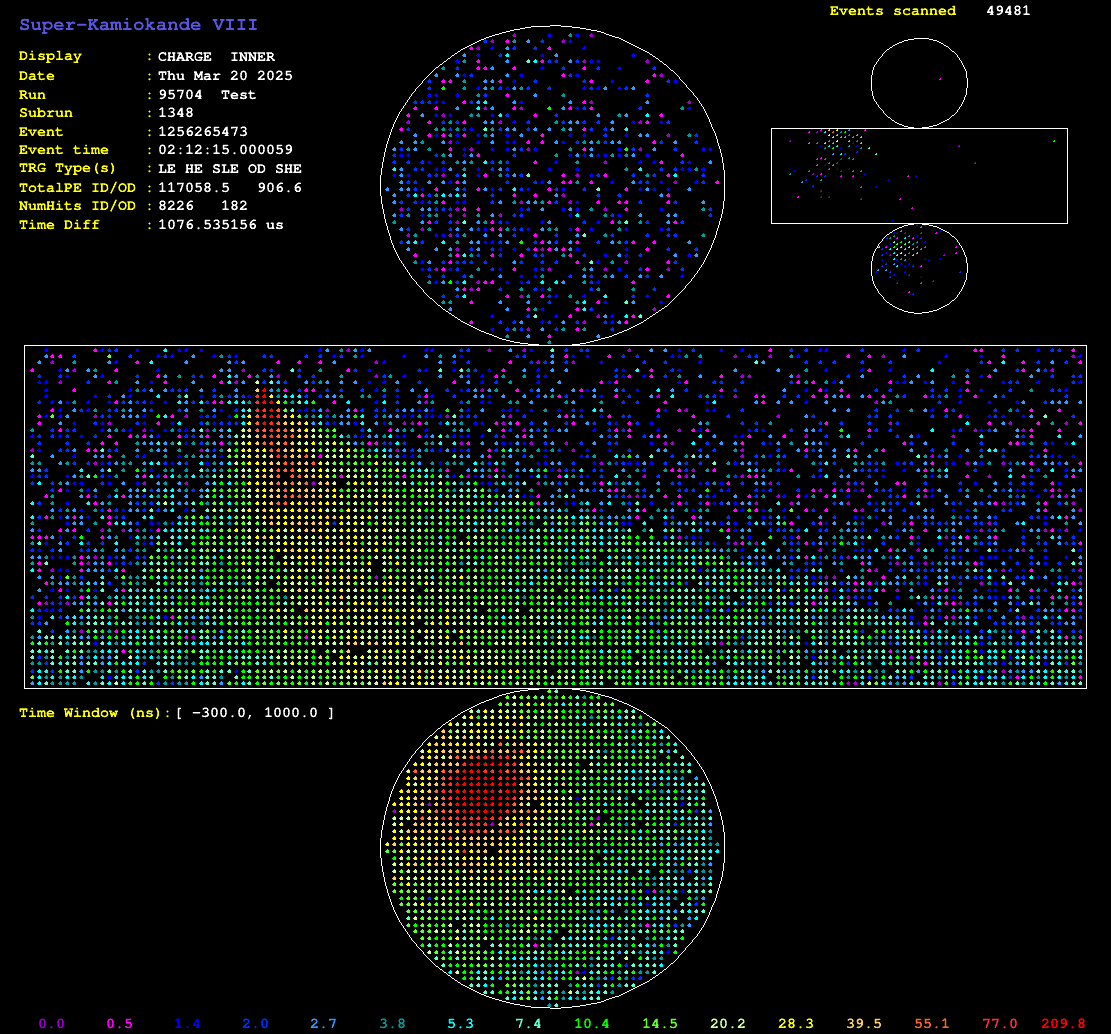 Super-Kamiokande VIII
Events scanned 49481
Display : CHARGE INNER
Date : Thu Mar 20 2025
Run : 95704 Test
Subrun : 1348
Event : 1256265473
Event time : 02:12:15.000059
TRG Type(s) : LE HE SLE OD SHE
TotalPE ID/OD : 117058.5 906.6
NumHits ID/OD : 8226 182
Time Diff : 1076.535156 us
Time Window (ns):[ -300.0, 1000.0 ]
0.0 0.5 1.4 2.0 2.7 3.8 5.3 7.4 10.4 14.5 20.2 28.3 39.5 55.1 77.0 209.8